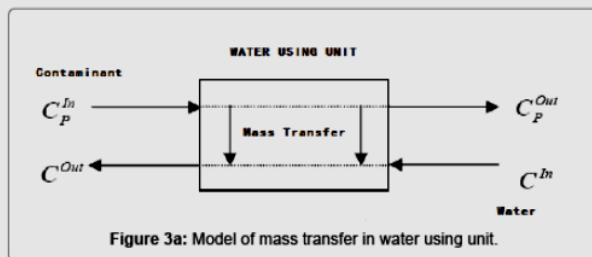 WATER USING UNIT
Contaminant
C_P^In
C_P^Out
Mass Transfer
C^Out
C^In
Water
Figure 3a: Model of mass transfer in water using unit.